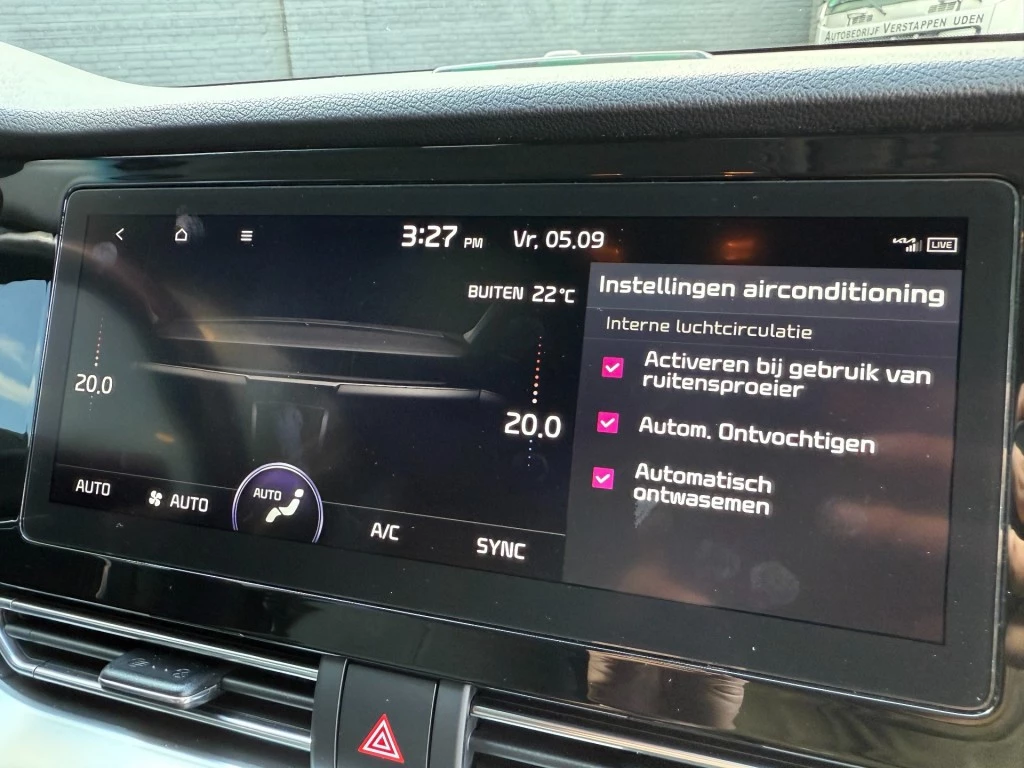 AUTOBEDRIJF VERSTAPPEN UDEN
3:27 PM Vr, 05.09
KIA LIVE
BUITEN 22°C
20.0
20.0
AUTO
AUTO
AUTO
A/C
SYNC
Instellingen airconditioning
Interne luchtcirculatie
Activeren bij gebruik van
ruitensproeier
Autom. Ontvochtigen
Automatisch
ontwasemen